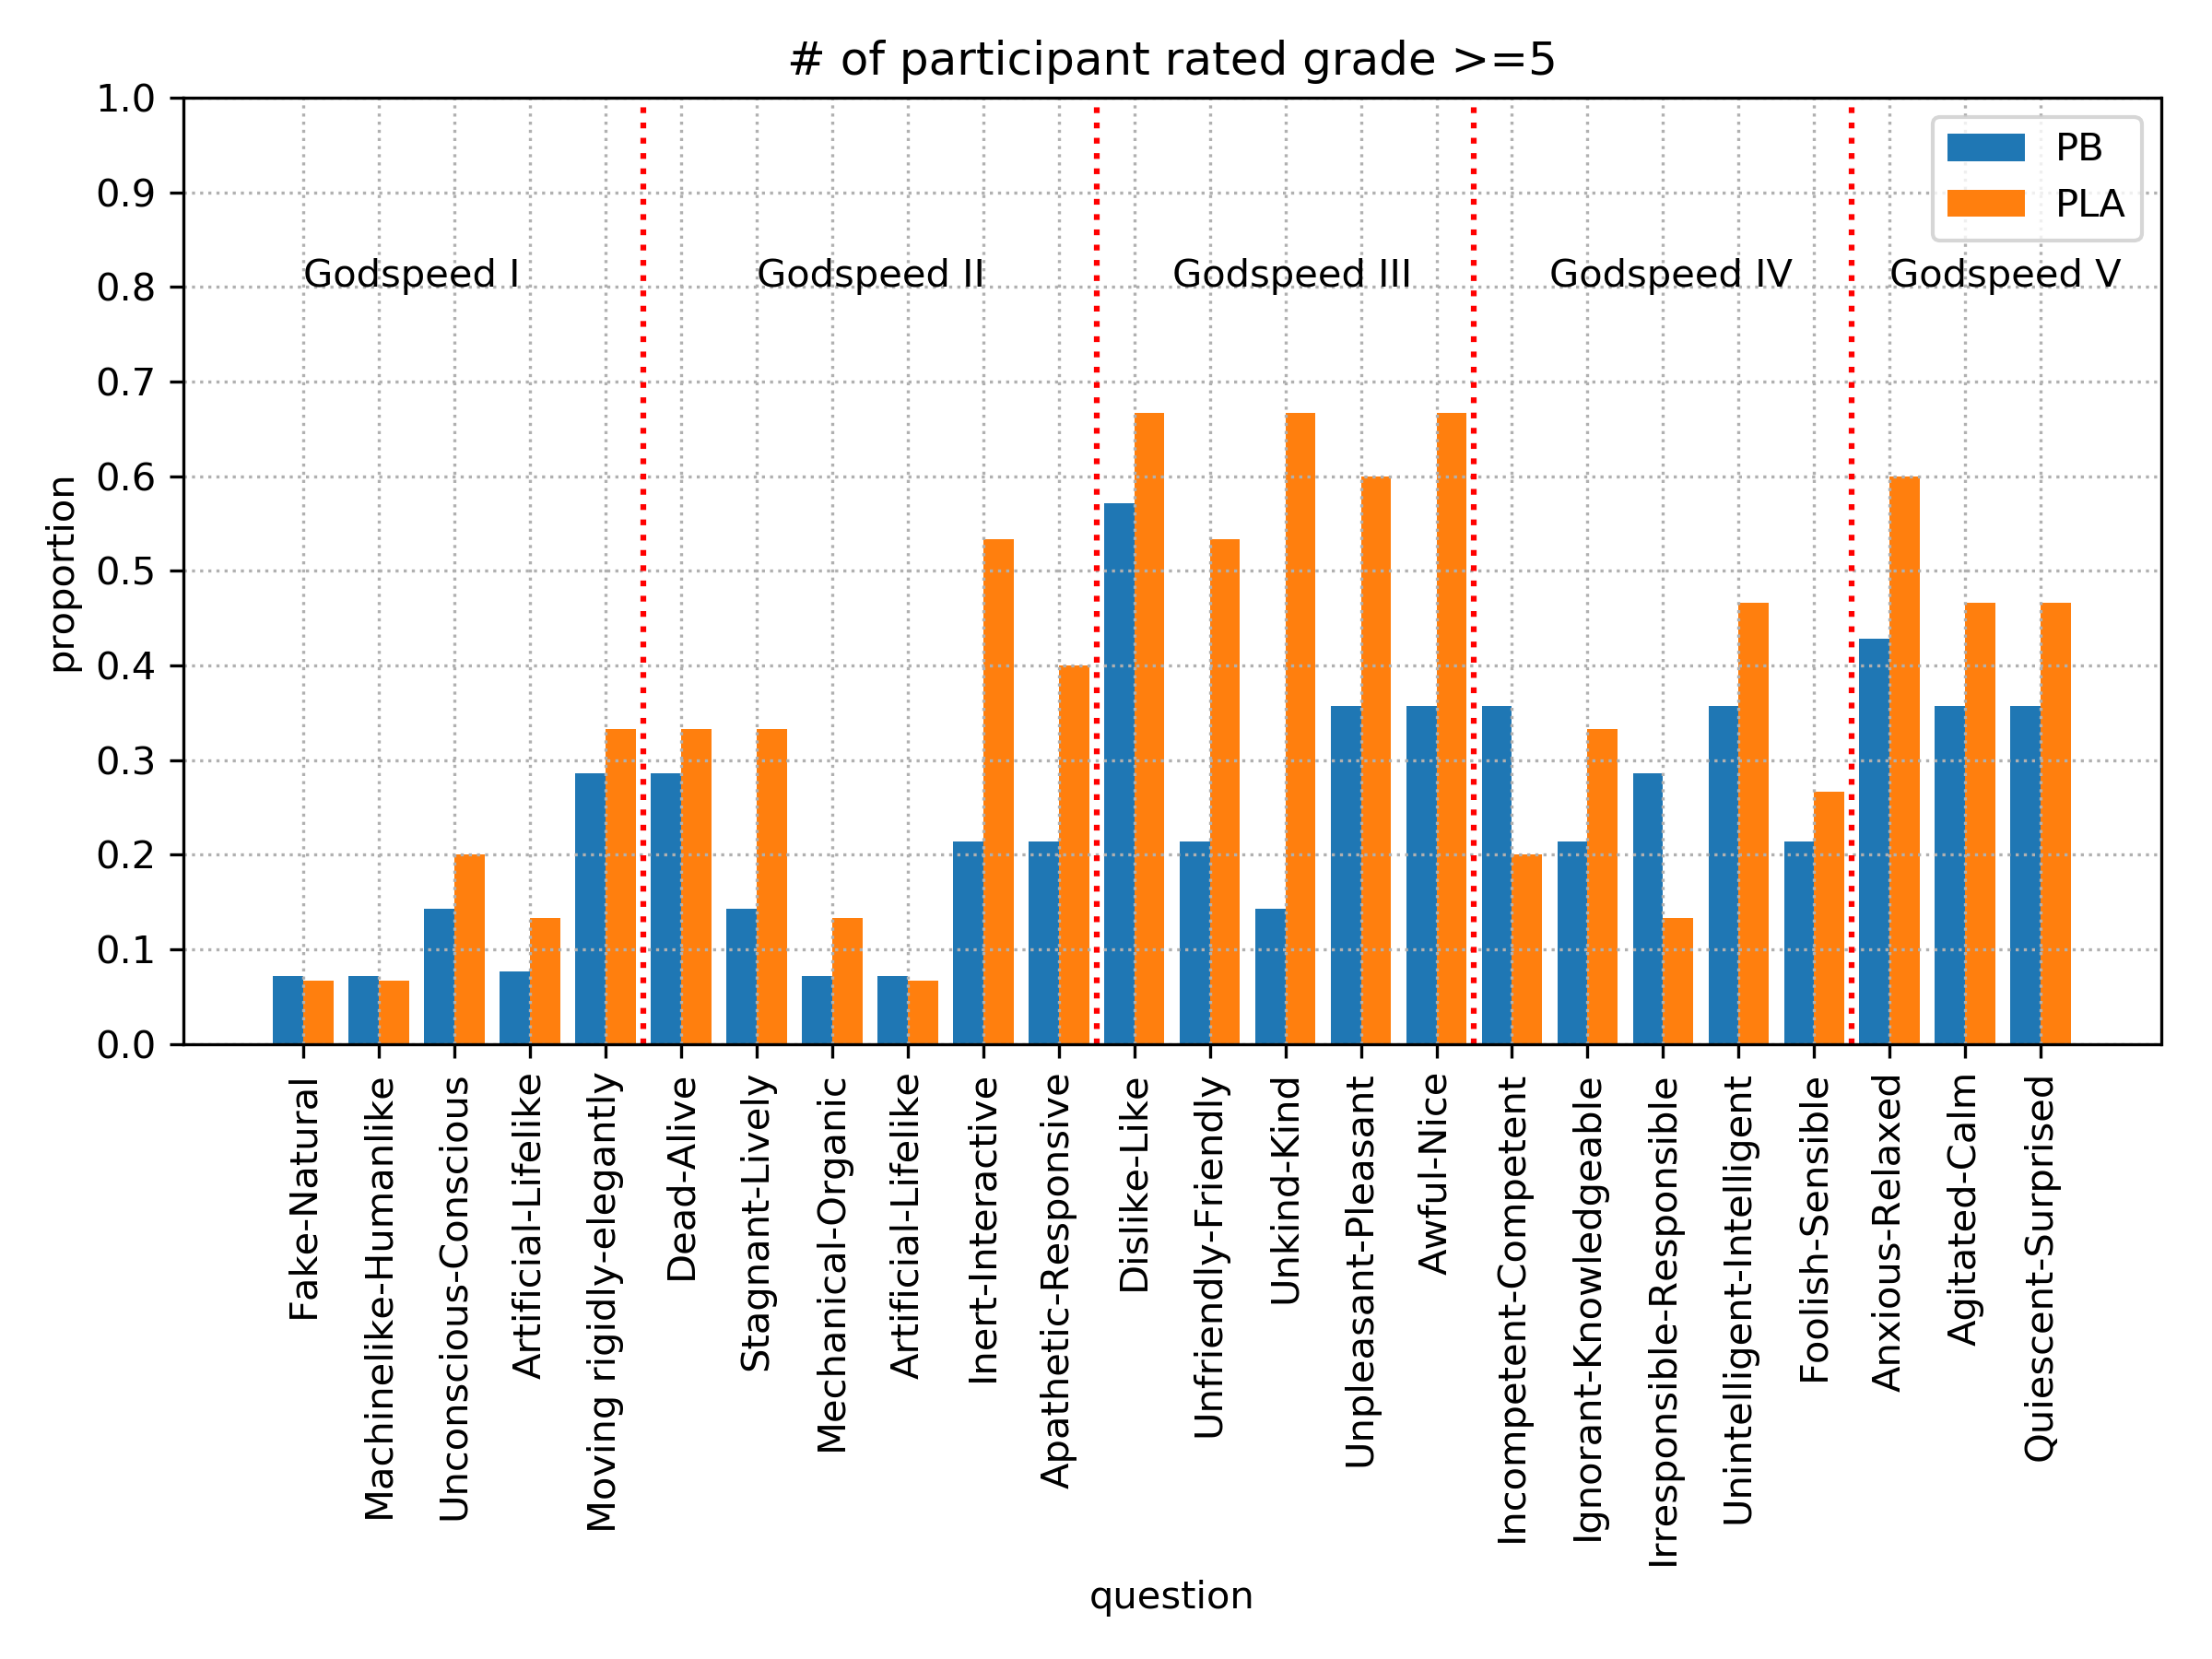 # of participant rated grade >=5
1.0
0.9
0.8
0.7
0.6
0.5
0.4
0.3
0.2
0.1
0.0
proportion
PB
PLA
Godspeed I
Godspeed II
Godspeed III
Godspeed IV
Godspeed V
Fake-Natural
Machinelike-Humanlike
Unconscious-Conscious
Artificial-Lifelike
Moving rigidly-elegantly
Dead-Alive
Stagnant-Lively
Mechanical-Organic
Artificial-Lifelike
Inert-Interactive
Apathetic-Responsive
Dislike-Like
Unfriendly-Friendly
Unkind-Kind
Unpleasant-Pleasant
Awful-Nice
Incompetent-Competent
Ignorant-Knowledgeable
Irresponsible-Responsible
Unintelligent-Intelligent
Foolish-Sensible
Anxious-Relaxed
Agitated-Calm
Quiescent-Surprised
question